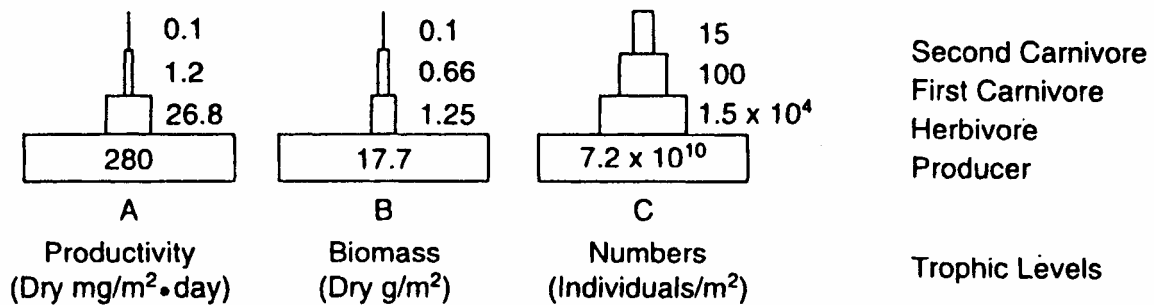 0.1 0.1 15
Second Carnivore
1.2 0.66 100
First Carnivore
26.8 1.25 1.5 x 10⁴
Herbivore
280 17.7 7.2 x 10¹⁰
Producer
A B C
Productivity Biomass Numbers
(Dry mg/m²•day) (Dry g/m²) (Individuals/m²)
Trophic Levels